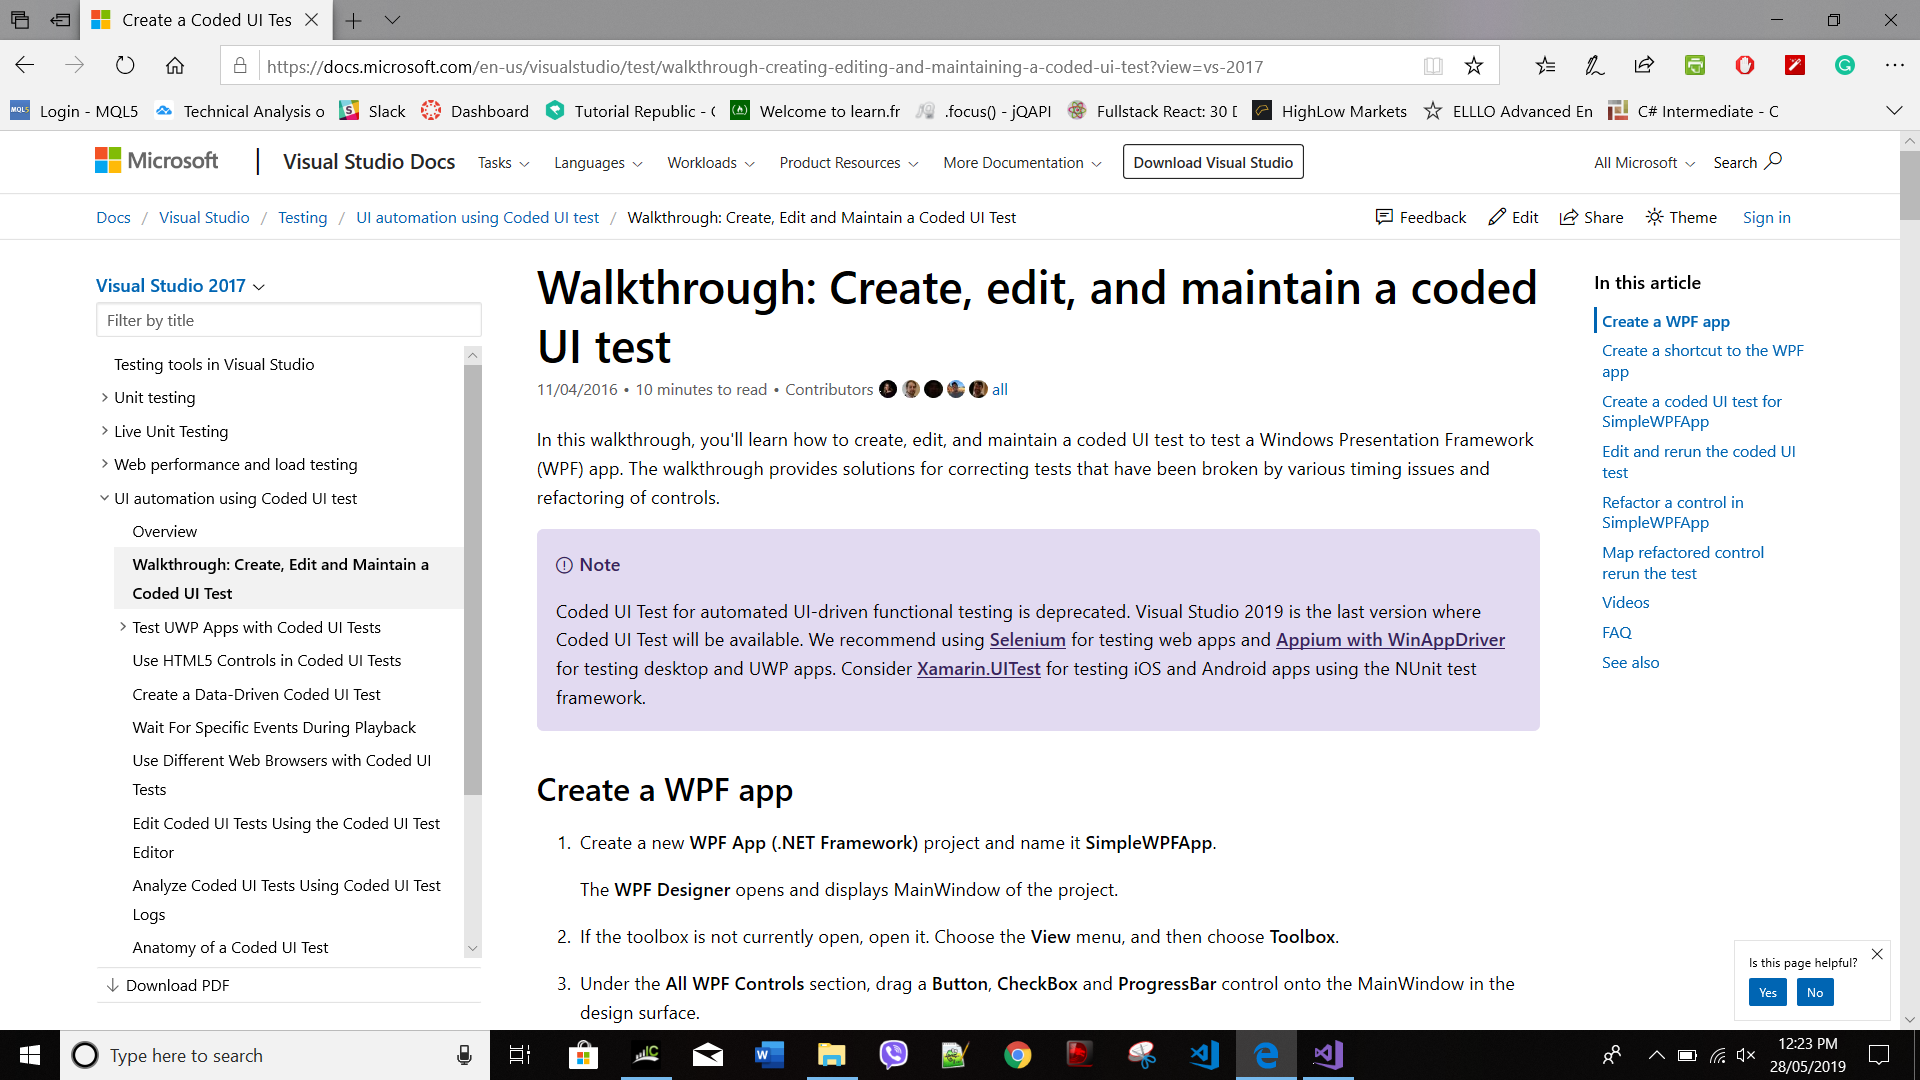 Create a Coded UI Tes
https://docs.microsoft.com/en-us/visualstudio/test/walkthrough-creating-editing-and-maintaining-a-coded-ui-test?view=vs-2017
Login - MQL5 Technical Analysis o Slack Dashboard Tutorial Republic - C Welcome to learn.fr .focus() - jQAPI Fullstack React: 30 D HighLow Markets ELLLO Advanced En C# Intermediate - C
Microsoft Visual Studio Docs Tasks Languages Workloads Product Resources More Documentation Download Visual Studio All Microsoft Search
Docs / Visual Studio / Testing / UI automation using Coded UI test / Walkthrough: Create, Edit and Maintain a Coded UI Test Feedback Edit Share Theme Sign in
Visual Studio 2017
Filter by title
Testing tools in Visual Studio
Unit testing
Live Unit Testing
Web performance and load testing
UI automation using Coded UI test
Overview
Walkthrough: Create, Edit and Maintain a
Coded UI Test
Test UWP Apps with Coded UI Tests
Use HTML5 Controls in Coded UI Tests
Create a Data-Driven Coded UI Test
Wait For Specific Events During Playback
Use Different Web Browsers with Coded UI
Tests
Edit Coded UI Tests Using the Coded UI Test
Editor
Analyze Coded UI Tests Using Coded UI Test
Logs
Anatomy of a Coded UI Test
Download PDF
Walkthrough: Create, edit, and maintain a coded
UI test
11/04/2016 • 10 minutes to read • Contributors all
In this walkthrough, you'll learn how to create, edit, and maintain a coded UI test to test a Windows Presentation Framework
(WPF) app. The walkthrough provides solutions for correcting tests that have been broken by various timing issues and
refactoring of controls.
Note
Coded UI Test for automated UI-driven functional testing is deprecated. Visual Studio 2019 is the last version where
Coded UI Test will be available. We recommend using Selenium for testing web apps and Appium with WinAppDriver
for testing desktop and UWP apps. Consider Xamarin.UITest for testing iOS and Android apps using the NUnit test
framework.
Create a WPF app
1. Create a new WPF App (.NET Framework) project and name it SimpleWPFApp.
The WPF Designer opens and displays MainWindow of the project.
2. If the toolbox is not currently open, open it. Choose the View menu, and then choose Toolbox.
3. Under the All WPF Controls section, drag a Button, CheckBox and ProgressBar control onto the MainWindow in the
design surface.
In this article
Create a WPF app
Create a shortcut to the WPF
app
Create a coded UI test for
SimpleWPFApp
Edit and rerun the coded UI
test
Refactor a control in
SimpleWPFApp
Map refactored control
rerun the test
Videos
FAQ
See also
Is this page helpful?
Yes No
Type here to search
12:23 PM
28/05/2019